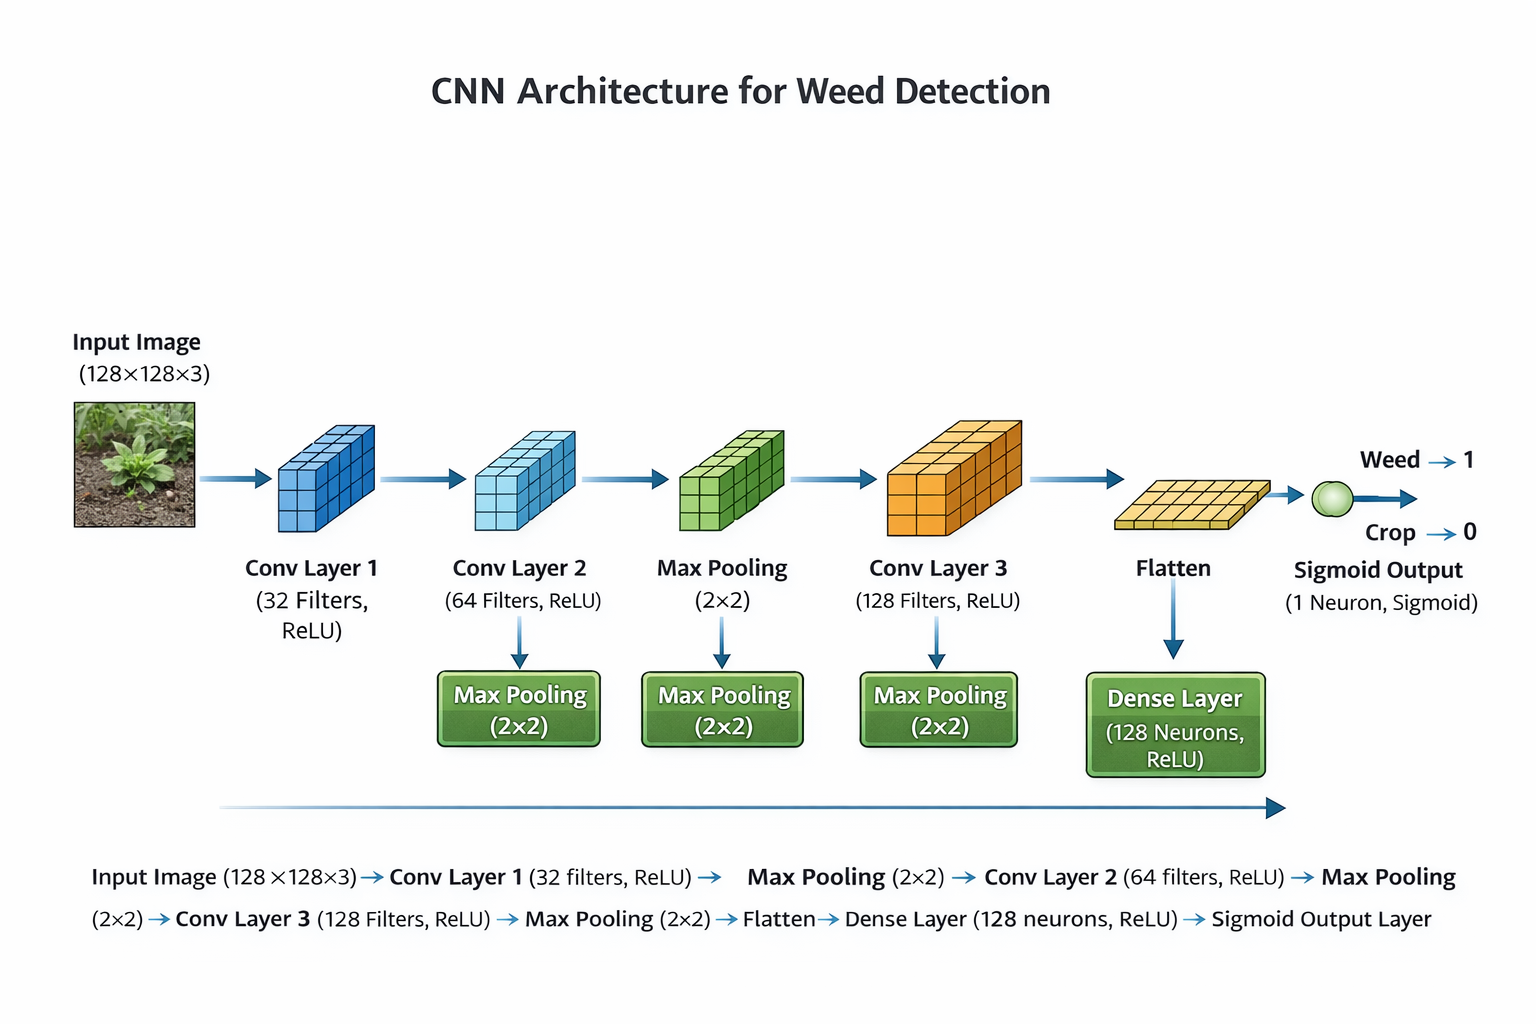 CNN Architecture for Weed Detection
Input Image
(128×128×3)
Weed → 1
Crop → 0
Conv Layer 1
(32 Filters,
ReLU)
Conv Layer 2
(64 Filters, ReLU)
Max Pooling
(2×2)
Conv Layer 3
(128 Filters, ReLU)
Flatten
Sigmoid Output
(1 Neuron, Sigmoid)
Max Pooling
(2×2)
Max Pooling
(2×2)
Max Pooling
(2×2)
Dense Layer
(128 Neurons,
ReLU)
Input Image (128×128×3) → Conv Layer 1 (32 filters, ReLU) → Max Pooling (2×2) → Conv Layer 2 (64 filters, ReLU) → Max Pooling
(2×2) → Conv Layer 3 (128 Filters, ReLU) → Max Pooling (2×2) → Flatten → Dense Layer (128 neurons, ReLU) → Sigmoid Output Layer